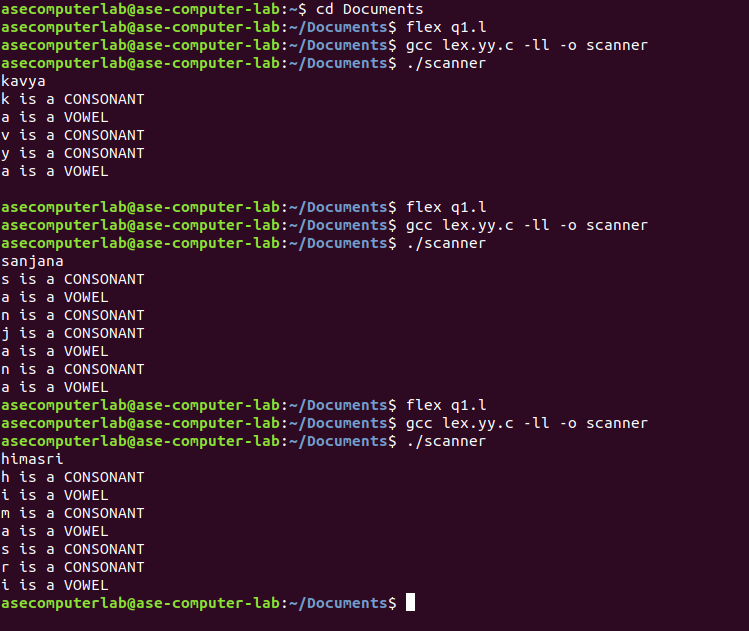 asecomputerlab@ase-computer-lab:~$ cd Documents
asecomputerlab@ase-computer-lab:~/Documents$ flex q1.l
asecomputerlab@ase-computer-lab:~/Documents$ gcc lex.yy.c -ll -o scanner
asecomputerlab@ase-computer-lab:~/Documents$ ./scanner
kavya
k is a CONSONANT
a is a VOWEL
v is a CONSONANT
y is a CONSONANT
a is a VOWEL

asecomputerlab@ase-computer-lab:~/Documents$ flex q1.l
asecomputerlab@ase-computer-lab:~/Documents$ gcc lex.yy.c -ll -o scanner
asecomputerlab@ase-computer-lab:~/Documents$ ./scanner
sanjana
s is a CONSONANT
a is a VOWEL
n is a CONSONANT
j is a CONSONANT
a is a VOWEL
n is a CONSONANT
a is a VOWEL
asecomputerlab@ase-computer-lab:~/Documents$ flex q1.l
asecomputerlab@ase-computer-lab:~/Documents$ gcc lex.yy.c -ll -o scanner
asecomputerlab@ase-computer-lab:~/Documents$ ./scanner
himasri
h is a CONSONANT
i is a VOWEL
m is a CONSONANT
a is a VOWEL
s is a CONSONANT
r is a CONSONANT
i is a VOWEL
asecomputerlab@ase-computer-lab:~/Documents$